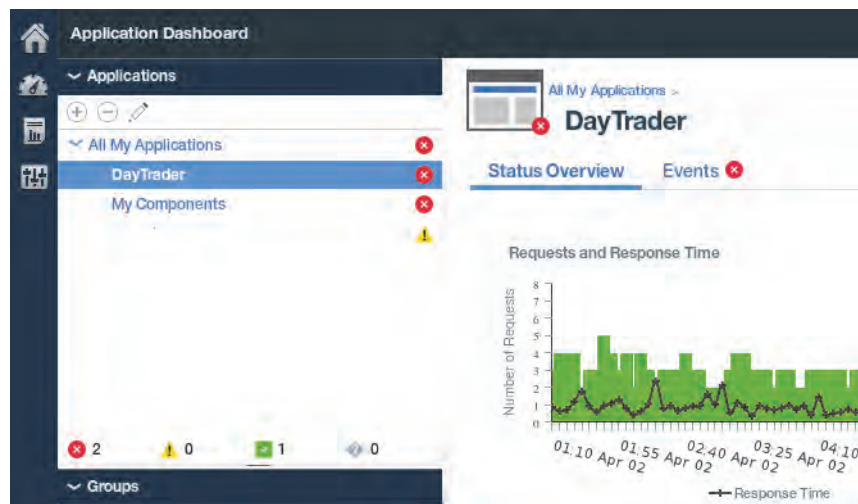 Application Dashboard
Applications
All My Applications
DayTrader
My Components
2
0
1
0
Groups
All My Applications >
DayTrader
Status Overview Events
Requests and Response Time
Number of Requests
8
7
6
5
4
3
2
1
0
01:10 Apr 02
01:55 Apr 02
02:40 Apr 02
03:25 Apr 02
04:10
Response Time